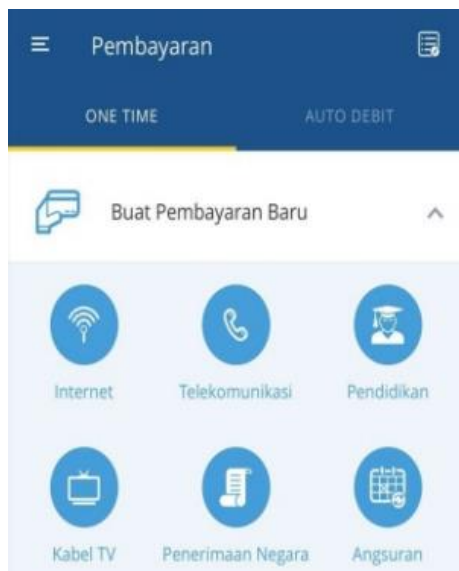 Pembayaran
ONE TIME
AUTO DEBIT
Buat Pembayaran Baru
Internet
Telekomunikasi
Pendidikan
Kabel TV
Penerimaan Negara
Angsuran